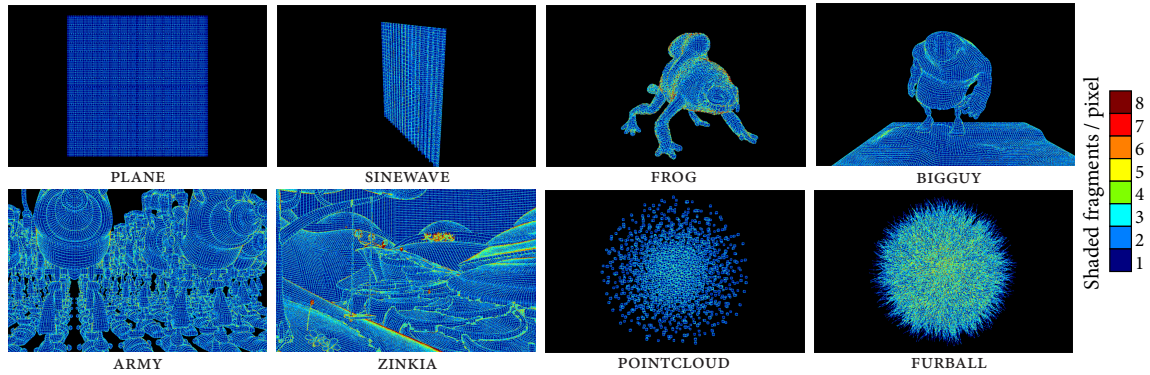 PLANE
SINEWAVE
FROG
BIGGUY
ARMY
ZINKIA
POINTCLOUD
FURBALL
Shaded fragments / pixel
8
7
6
5
4
3
2
1